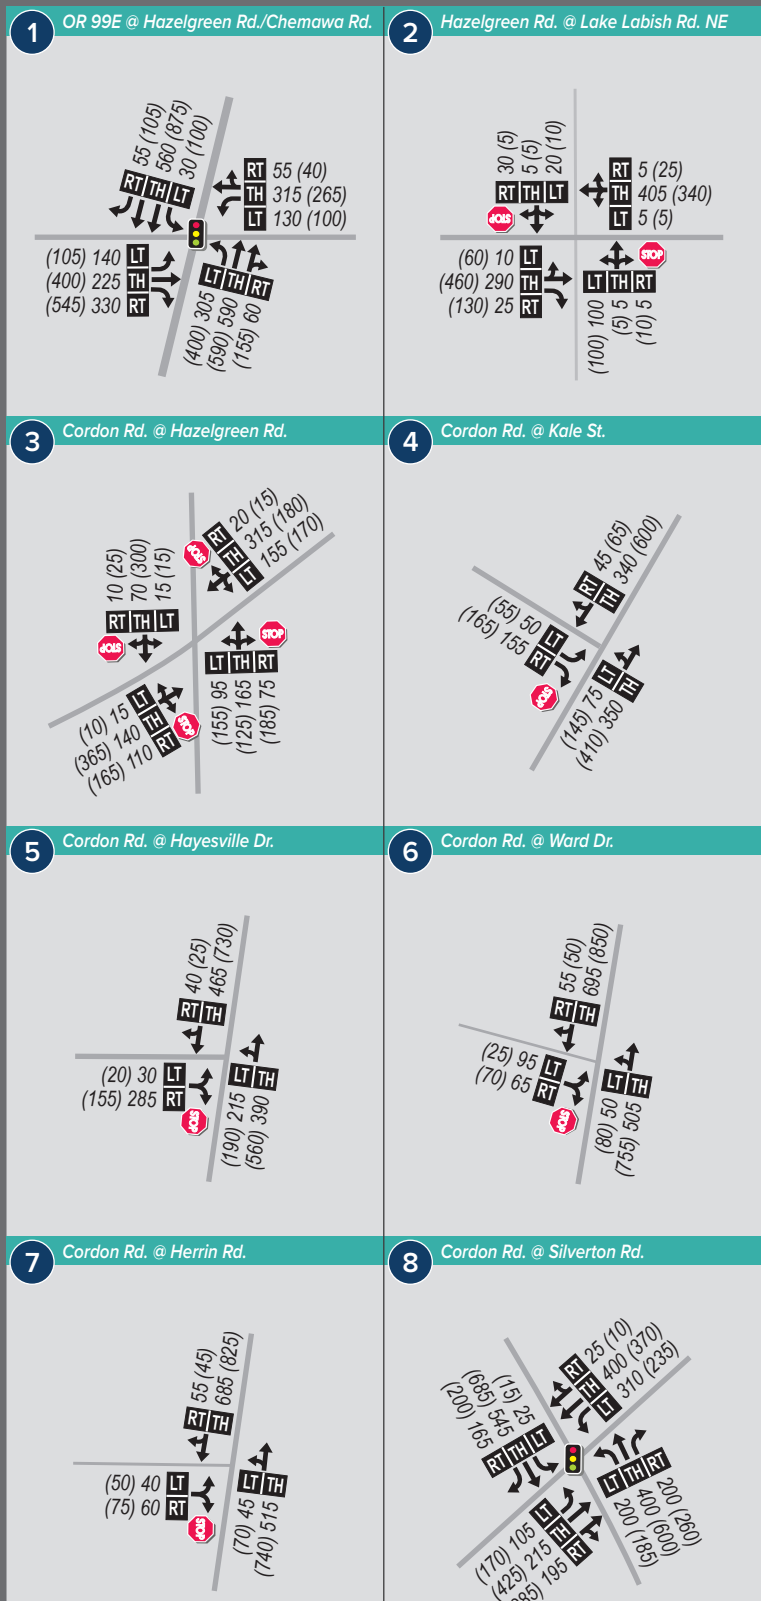 1 OR 99E @ Hazelgreen Rd./Chemawa Rd.
55 (105)
560 (875)
30 (100)
RT TH LT
RT 55 (40)
TH 315 (265)
LT 130 (100)
(105) 140 LT
(400) 225 TH
(545) 330 RT
LT TH RT
(400) 305
(590) 590
(155) 60
2 Hazelgreen Rd. @ Lake Labish Rd. NE
30 (5)
5 (5)
20 (10)
RT TH LT
STOP
RT 5 (25)
TH 405 (340)
LT 5 (5)
(60) 10 LT
(460) 290 TH
(130) 25 RT
STOP
LT TH RT
(100) 100
(5) 5
(10) 5
3 Cordon Rd. @ Hazelgreen Rd.
RT 20 (15)
TH 315 (180)
LT 155 (170)
STOP
10 (25)
70 (300)
15 (15)
RT TH LT
STOP
STOP
LT TH RT
(155) 95
(125) 165
(185) 75
(10) 15 LT
(365) 140 TH
(165) 110 RT
STOP
4 Cordon Rd. @ Kale St.
45 (65)
340 (600)
RT TH
(55) 50 LT
(165) 155 RT
STOP
LT TH
(145) 75
(410) 350
5 Cordon Rd. @ Hayesville Dr.
40 (25)
465 (730)
RT TH
(20) 30 LT
(155) 285 RT
STOP
LT TH
(190) 215
(560) 390
6 Cordon Rd. @ Ward Dr.
55 (50)
695 (850)
RT TH
(25) 95 LT
(70) 65 RT
STOP
LT TH
(80) 50
(755) 505
7 Cordon Rd. @ Herrin Rd.
55 (45)
685 (825)
RT TH
(50) 40 LT
(75) 60 RT
STOP
LT TH
(70) 45
(740) 515
8 Cordon Rd. @ Silverton Rd.
RT 25 (10)
TH 400 (370)
LT 310 (235)
(15) 25
(685) 545
(200) 165
RT TH LT
LT TH RT
200 (185)
400 (600)
200 (260)
(170) 105 LT
(425) 215 TH
195 RT